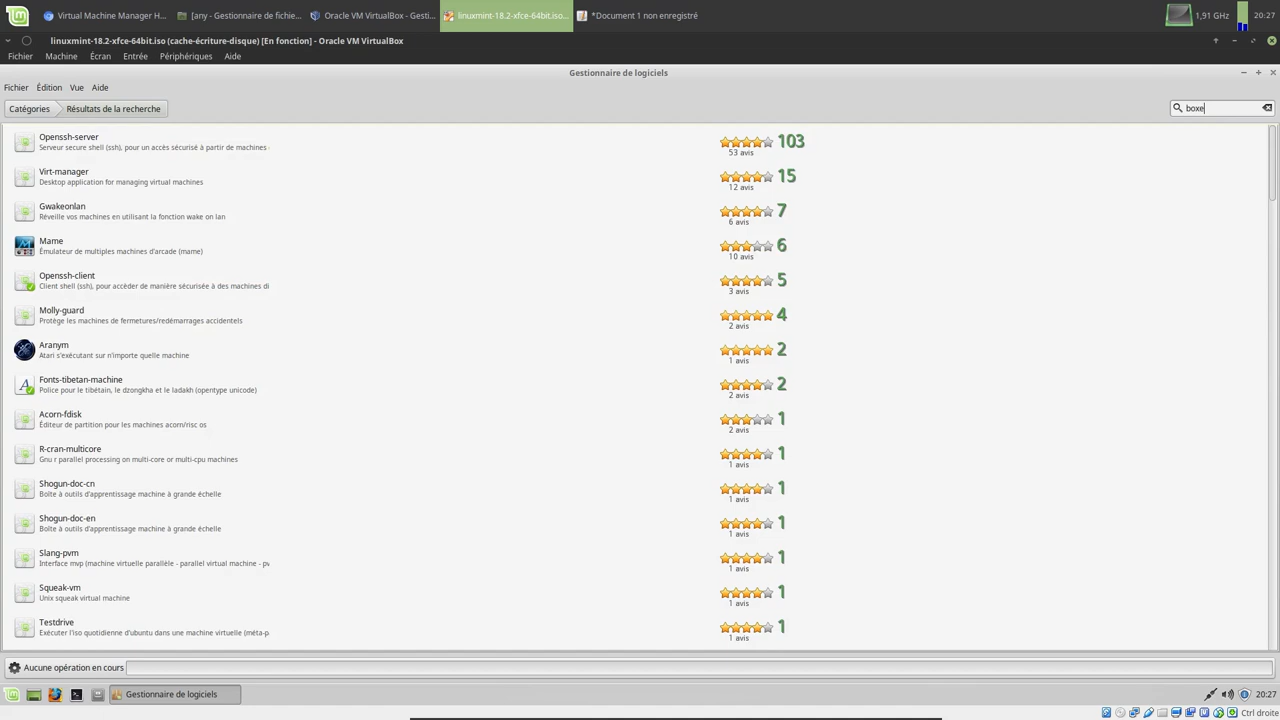 Virtual Machine Manager H...
[any - Gestionnaire de fichie...
Oracle VM VirtualBox - Gesti...
linuxmint-18.2-xfce-64bit.iso...
*Document 1 non enregistré
1,91 GHz
20:27
linuxmint-18.2-xfce-64bit.iso (cache-écriture-disque) [En fonction] - Oracle VM VirtualBox
Fichier Machine Écran Entrée Périphériques Aide
Gestionnaire de logiciels
Fichier Édition Vue Aide
Catégories Résultats de la recherche boxe
Openssh-server 103
Serveur secure shell (ssh), pour un accès sécurisé à partir de machines
53 avis
Virt-manager 15
Desktop application for managing virtual machines
12 avis
Gwakeonlan 7
Réveille vos machines en utilisant la fonction wake on lan
6 avis
Mame 6
Émulateur de multiples machines d'arcade (mame)
10 avis
Openssh-client 5
Client shell (ssh), pour accéder de manière sécurisée à des machines di
3 avis
Molly-guard 4
Protège les machines de fermetures/redémarrages accidentels
2 avis
Aranym 2
Atari s'exécutant sur n'importe quelle machine
1 avis
Fonts-tibetan-machine 2
Police pour le tibétain, le dzongkha et le ladakh (opentype unicode)
2 avis
Acorn-fdisk 1
Éditeur de partition pour les machines acorn/risc os
2 avis
R-cran-multicore 1
Gnu r parallel processing on multi-core or multi-cpu machines
1 avis
Shogun-doc-cn 1
Boîte à outils d'apprentissage machine à grande échelle
1 avis
Shogun-doc-en 1
Boîte à outils d'apprentissage machine à grande échelle
1 avis
Slang-pvm 1
Interface mvp (machine virtuelle parallèle - parallel virtual machine - pv
1 avis
Squeak-vm 1
Unix squeak virtual machine
1 avis
Testdrive 1
Exécuter l'iso quotidienne d'ubuntu dans une machine virtuelle (méta-p
1 avis
Aucune opération en cours
Gestionnaire de logiciels 20:27
Ctrl droite